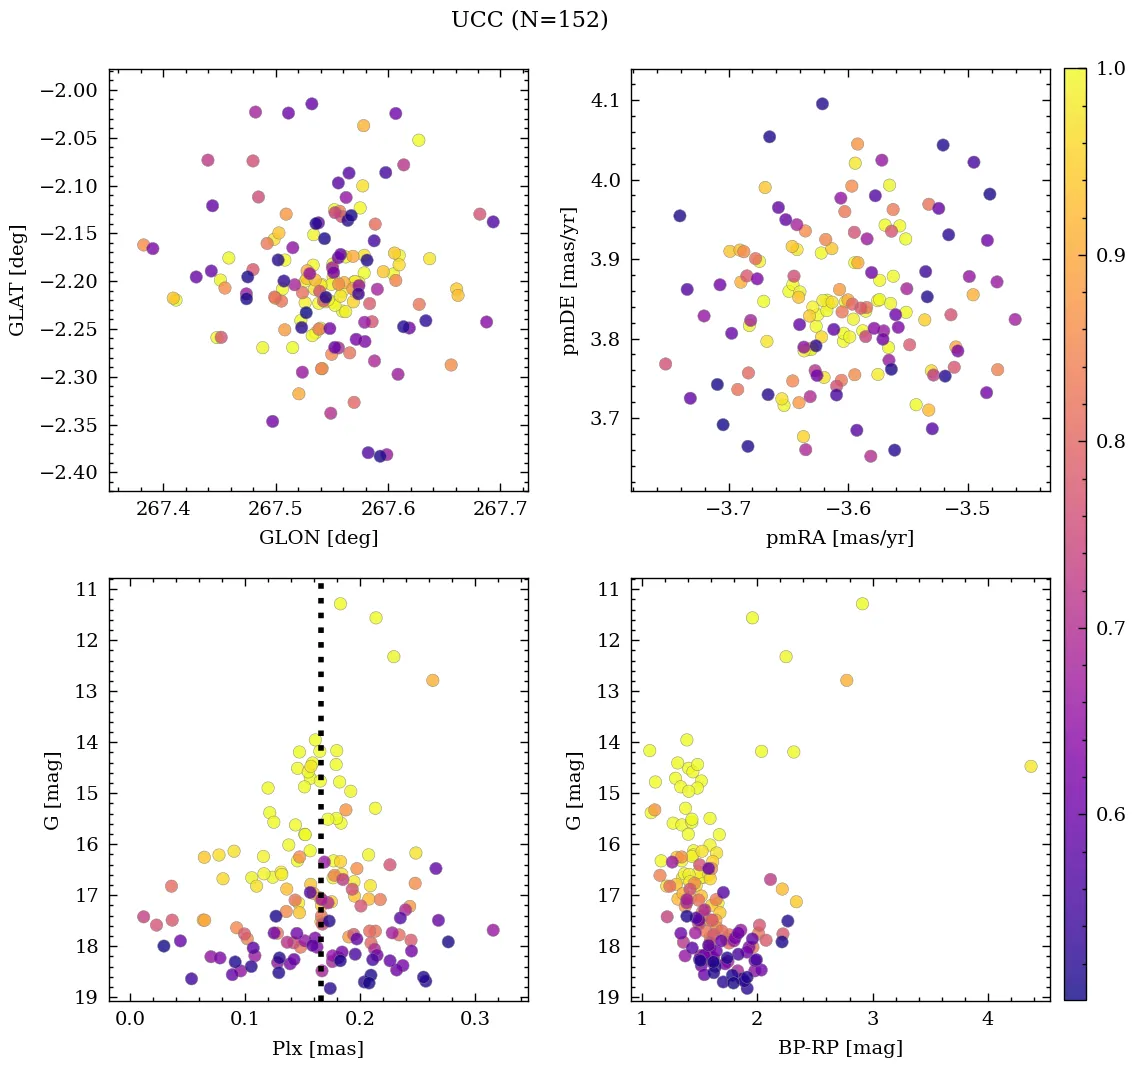 UCC (N=152)
−2.00
−2.05
−2.10
−2.15
−2.20
−2.25
−2.30
−2.35
−2.40
GLAT [deg]
267.4 267.5 267.6 267.7
GLON [deg]
4.1
4.0
3.9
3.8
3.7
pmDE [mas/yr]
−3.7 −3.6 −3.5
pmRA [mas/yr]
1.0
0.9
0.8
0.7
0.6
11
12
13
14
15
16
17
18
19
G [mag]
0.0 0.1 0.2 0.3
Plx [mas]
11
12
13
14
15
16
17
18
19
G [mag]
1 2 3 4
BP-RP [mag]